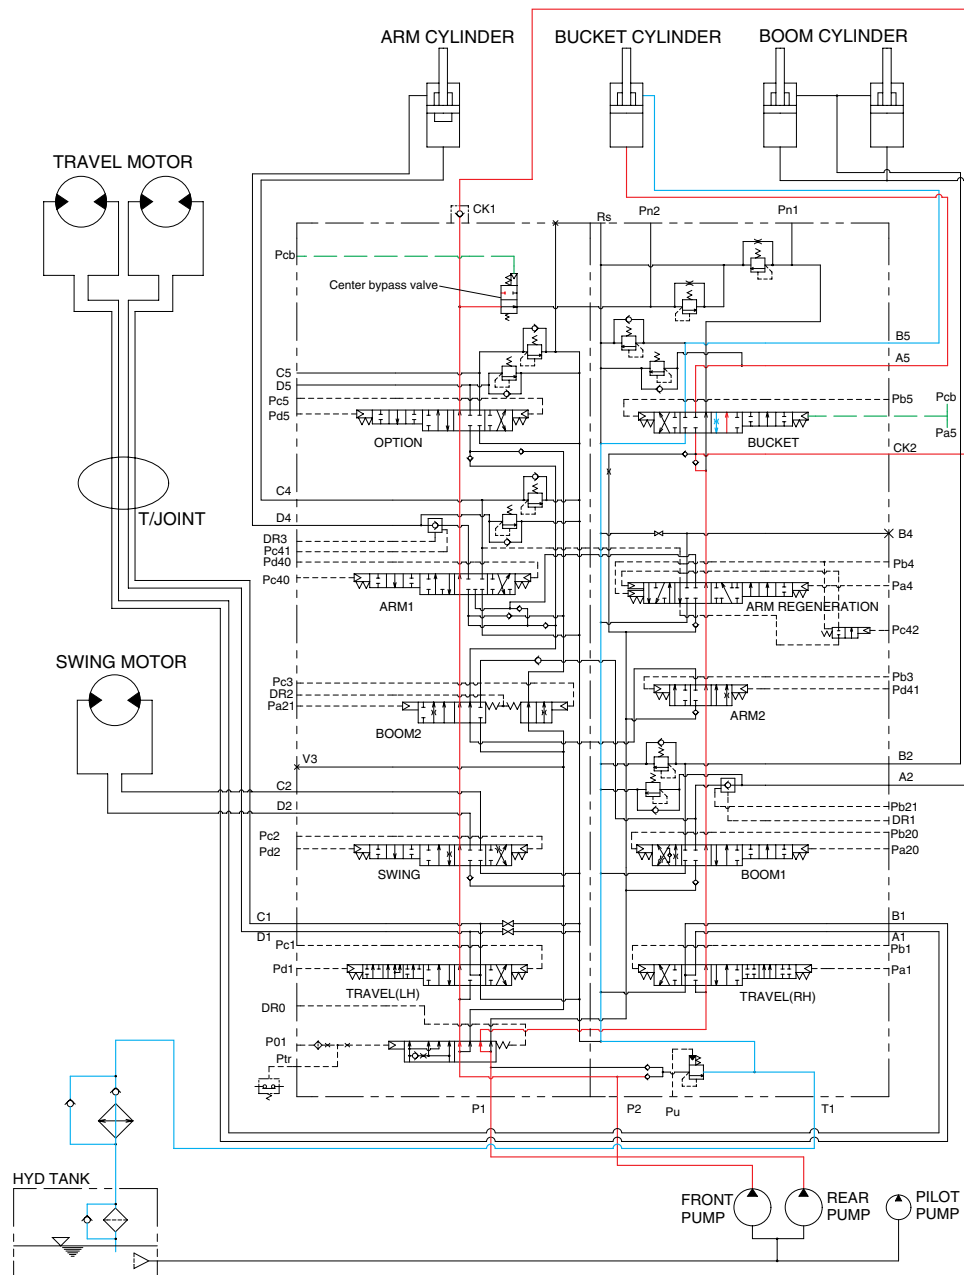 ARM CYLINDER
BUCKET CYLINDER
BOOM CYLINDER
TRAVEL MOTOR
CK1
Rs
Pn2
Pn1
Pcb
Center bypass valve
B5
A5
C5
D5
Pc5
Pd5
OPTION
Pb5
Pcb
Pa5
BUCKET
CK2
T/JOINT
C4
D4
DR3
Pc41
Pd40
Pc40
ARM1
B4
Pb4
Pa4
ARM REGENERATION
Pc42
SWING MOTOR
Pc3
DR2
Pa21
BOOM2
Pb3
Pd41
ARM2
V3
B2
C2
A2
D2
Pb21
DR1
Pc2
Pb20
Pd2
Pa20
SWING
BOOM1
C1
B1
D1
A1
Pc1
Pb1
Pd1
Pa1
TRAVEL(LH)
TRAVEL(RH)
DR0
P01
Ptr
P1
P2
Pu
T1
HYD TANK
FRONT
PUMP
REAR
PUMP
PILOT
PUMP